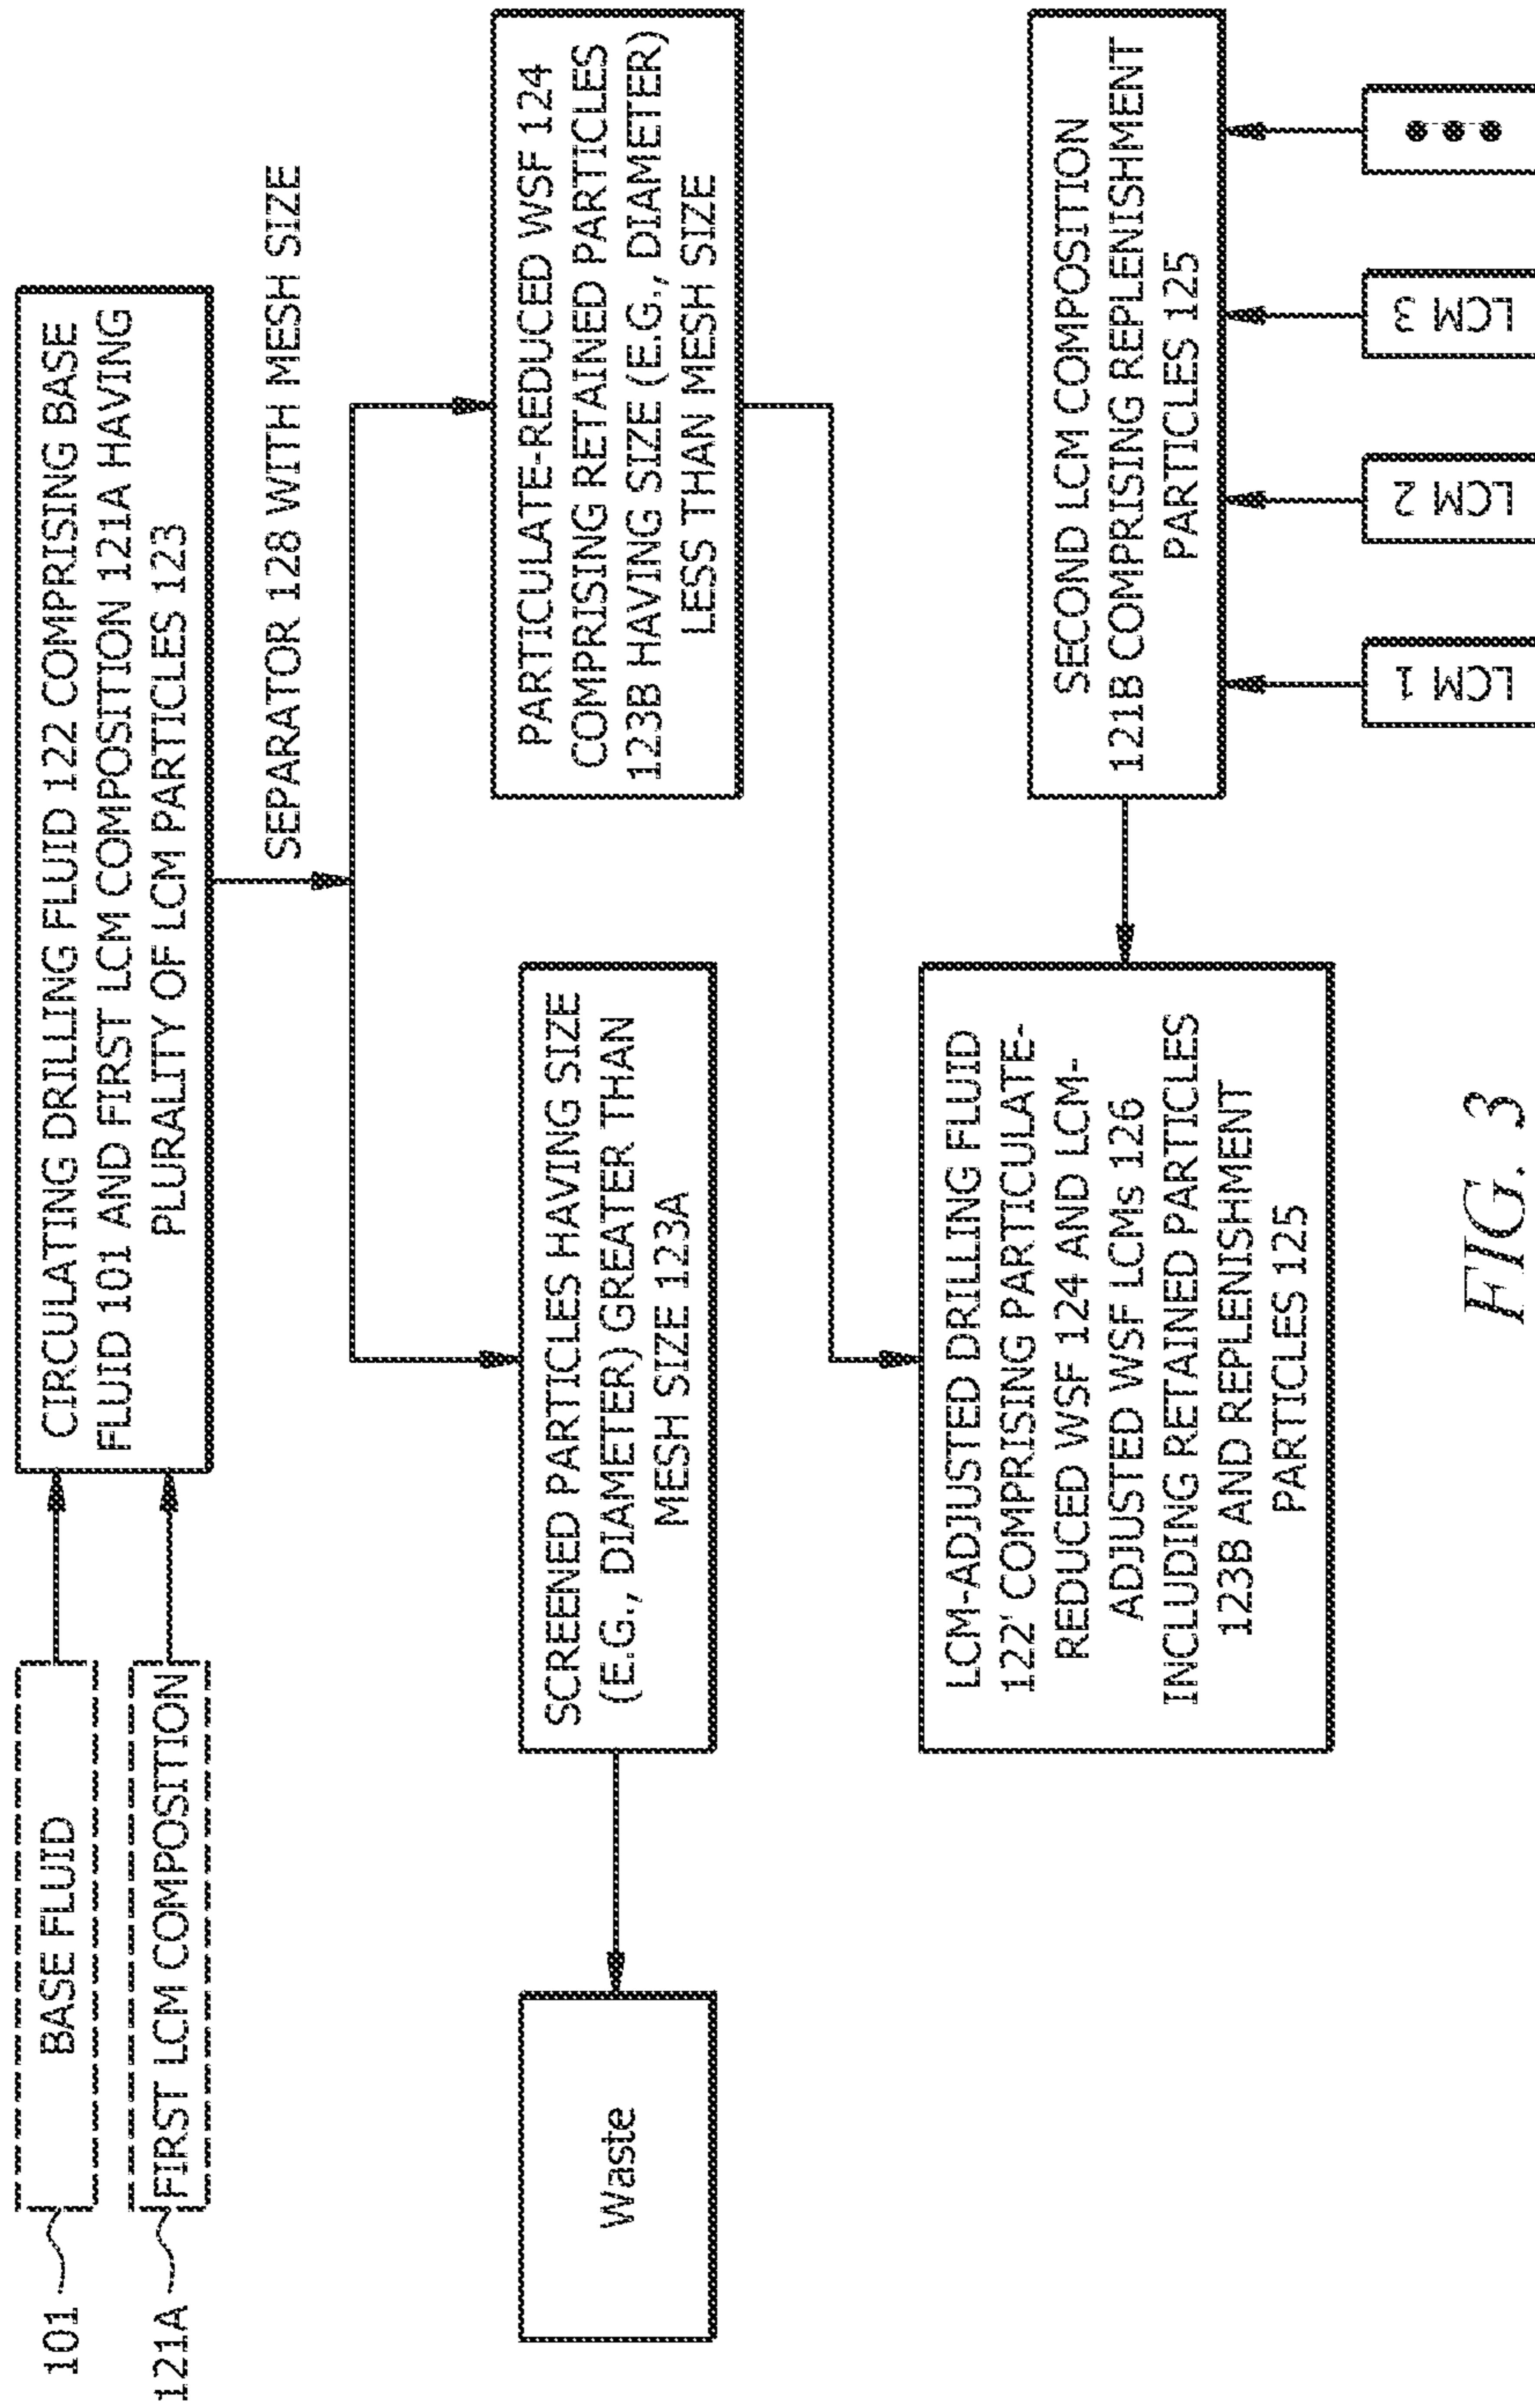 101
BASE FLUID
121A
FIRST LCM COMPOSITION
CIRCULATING DRILLING FLUID 122 COMPRISING BASE
FLUID 101 AND FIRST LCM COMPOSITION 121A HAVING
PLURALITY OF LCM PARTICLES 123
SEPARATOR 128 WITH MESH SIZE
Waste
SCREENED PARTICLES HAVING SIZE
(E.G., DIAMETER) GREATER THAN
MESH SIZE 123A
PARTICULATE-REDUCED WSF 124
COMPRISING RETAINED PARTICLES
123B HAVING SIZE (E.G., DIAMETER)
LESS THAN MESH SIZE
LCM-ADJUSTED DRILLING FLUID
122' COMPRISING PARTICULATE-
REDUCED WSF 124 AND LCM-
ADJUSTED WSF LCMs 126
INCLUDING RETAINED PARTICLES
123B AND REPLENISHMENT
PARTICLES 125
SECOND LCM COMPOSITION
121B COMPRISING REPLENISHMENT
PARTICLES 125
LCM 1
LCM 2
LCM 3
FIG. 3